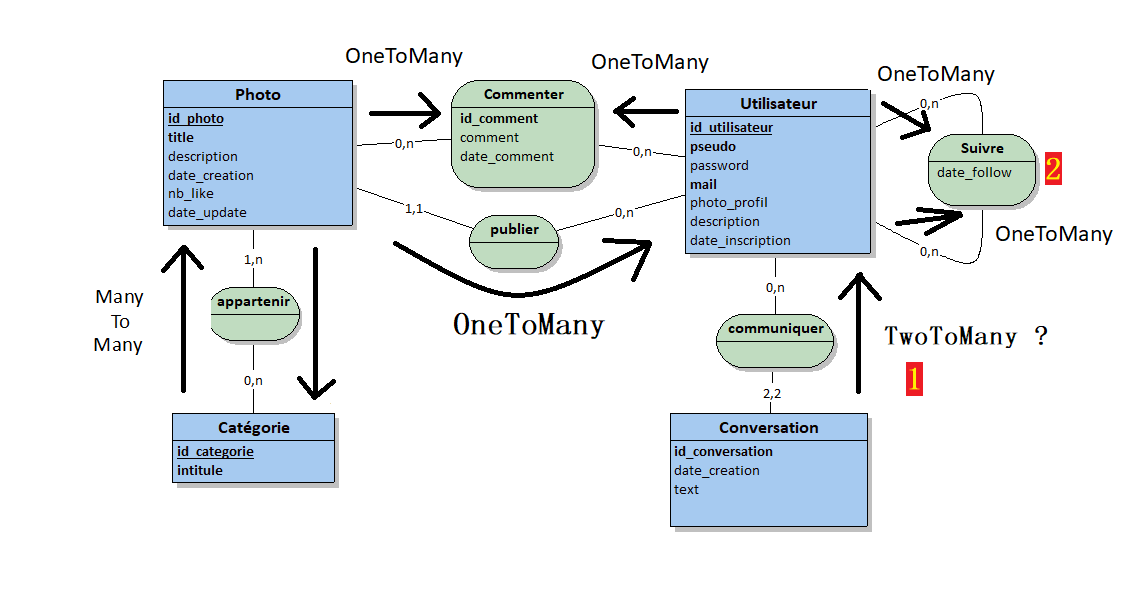 OneToMany
OneToMany
OneToMany
Photo
id_photo
title
description
date_creation
nb_like
date_update
Commenter
id_comment
comment
date_comment
Utilisateur
id_utilisateur
pseudo
password
mail
photo_profil
description
date_inscription
0,n
Suivre
date_follow
2
0,n
0,n
1,1
publier
0,n
OneToMany
0,n
1,n
0,n
Many
To
Many
appartenir
OneToMany
communiquer
TwoToMany ?
1
0,n
2,2
Catégorie
id_categorie
intitule
Conversation
id_conversation
date_creation
text